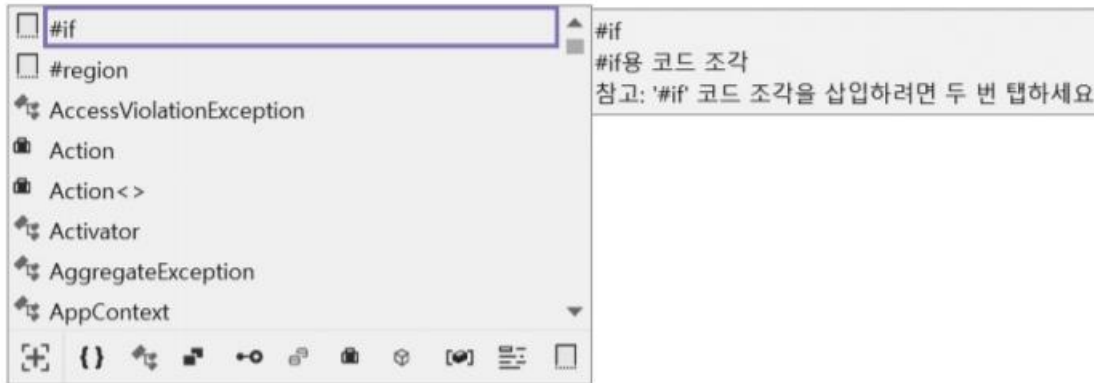 #if
#region
AccessViolationException
Action
Action<>
Activator
AggregateException
AppContext
#if
#if용 코드 조각
참고: '#if' 코드 조각을 삽입하려면 두 번 탭하세요